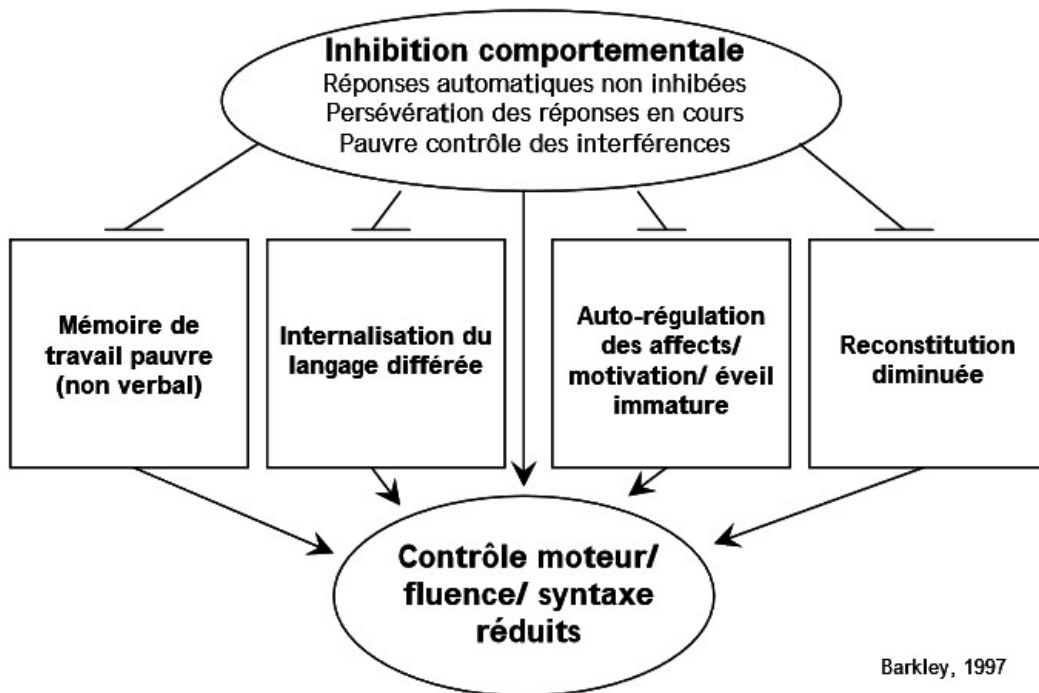 Inhibition comportementale
Réponses automatiques non inhibées
Persévération des réponses en cours
Pauvre contrôle des interférences
Mémoire de
travail pauvre
(non verbal)
Internalisation du
langage différée
Auto-régulation
des affects/
motivation/ éveil
immature
Reconstitution
diminuée
Contrôle moteur/
fluence/ syntaxe
réduits
Barkley, 1997